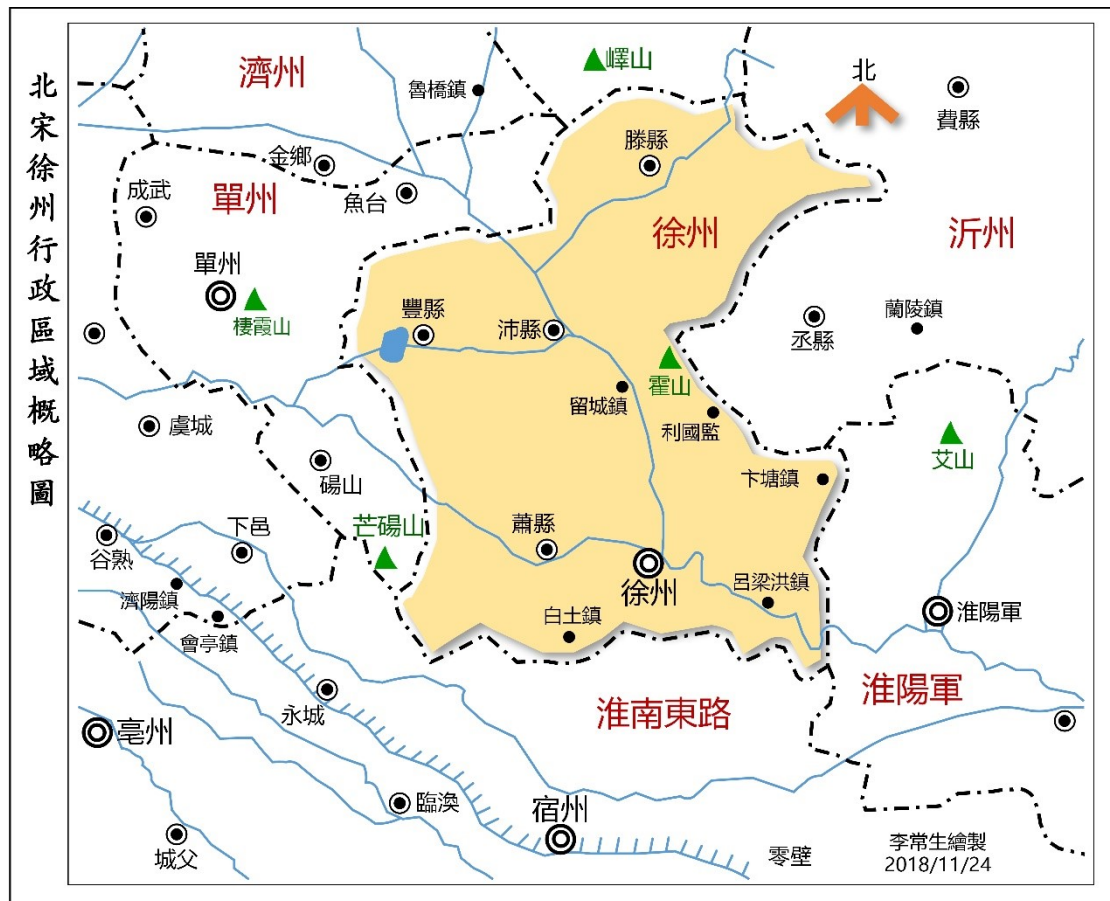 北宋徐州行政區域概略圖
濟州
嶧山
北
魯橋鎮
費縣
金鄉
滕縣
成武
單州
魚台
徐州
沂州
單州
棲霞山
豐縣
沛縣
丞縣
蘭陵鎮
霍山
留城鎮
利國監
虞城
艾山
碭山
卞塘鎮
芒碭山
下邑
蕭縣
谷熟
徐州
呂梁洪鎮
濟陽鎮
白土鎮
淮陽軍
會亭鎮
永城
淮南東路
淮陽軍
亳州
臨渙
宿州
城父
零壁
李常生繪製
2018/11/24